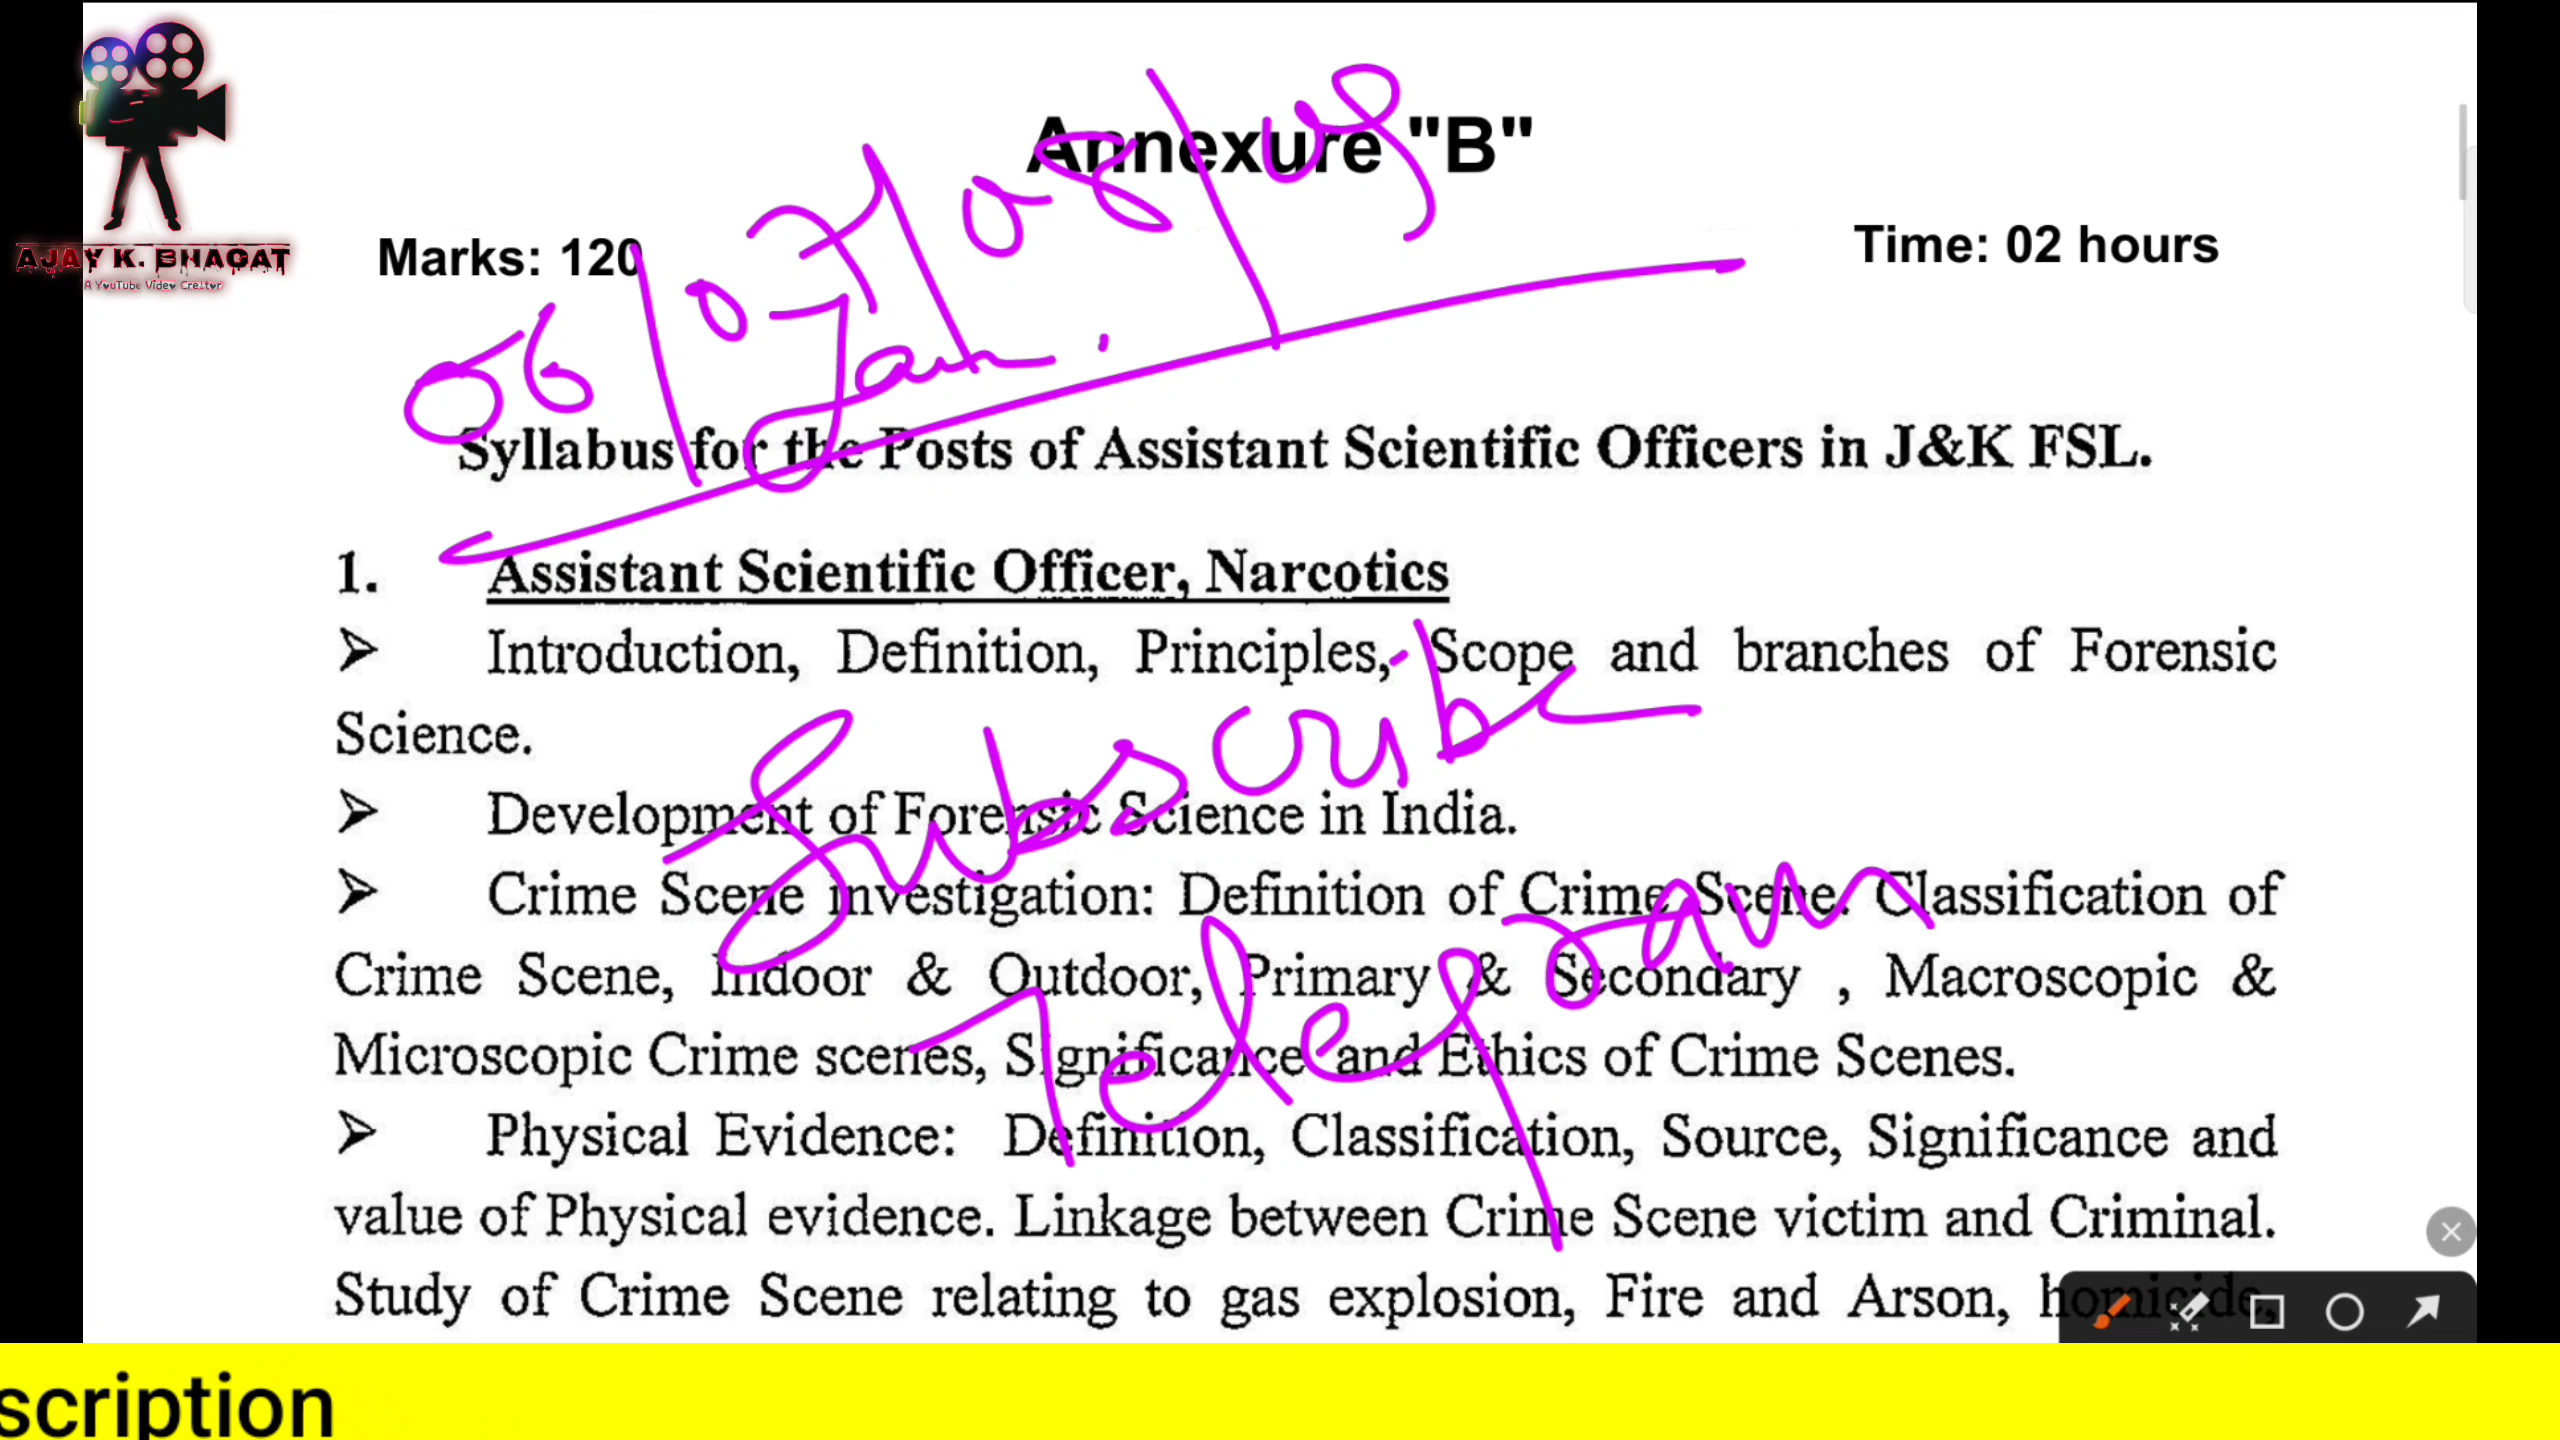 Annexure "B"
Marks: 120
Time: 02 hours
AJAY K. BHAGAT
A YouTube Video Creator
06/07/08/09
Jan.
Syllabus for the Posts of Assistant Scientific Officers in J&K FSL.
1. Assistant Scientific Officer, Narcotics
➢ Introduction, Definition, Principles, Scope and branches of Forensic
Science.
Subscribe
➢ Development of Forensic Science in India.
➢ Crime Scene investigation: Definition of Crime Scene. Classification of
Crime Scene, Indoor & Outdoor, Primary & Secondary , Macroscopic &
Telegram
Microscopic Crime scenes, Significance and Ethics of Crime Scenes.
➢ Physical Evidence: Definition, Classification, Source, Significance and
value of Physical evidence. Linkage between Crime Scene victim and Criminal.
Study of Crime Scene relating to gas explosion, Fire and Arson, homicide,
scription